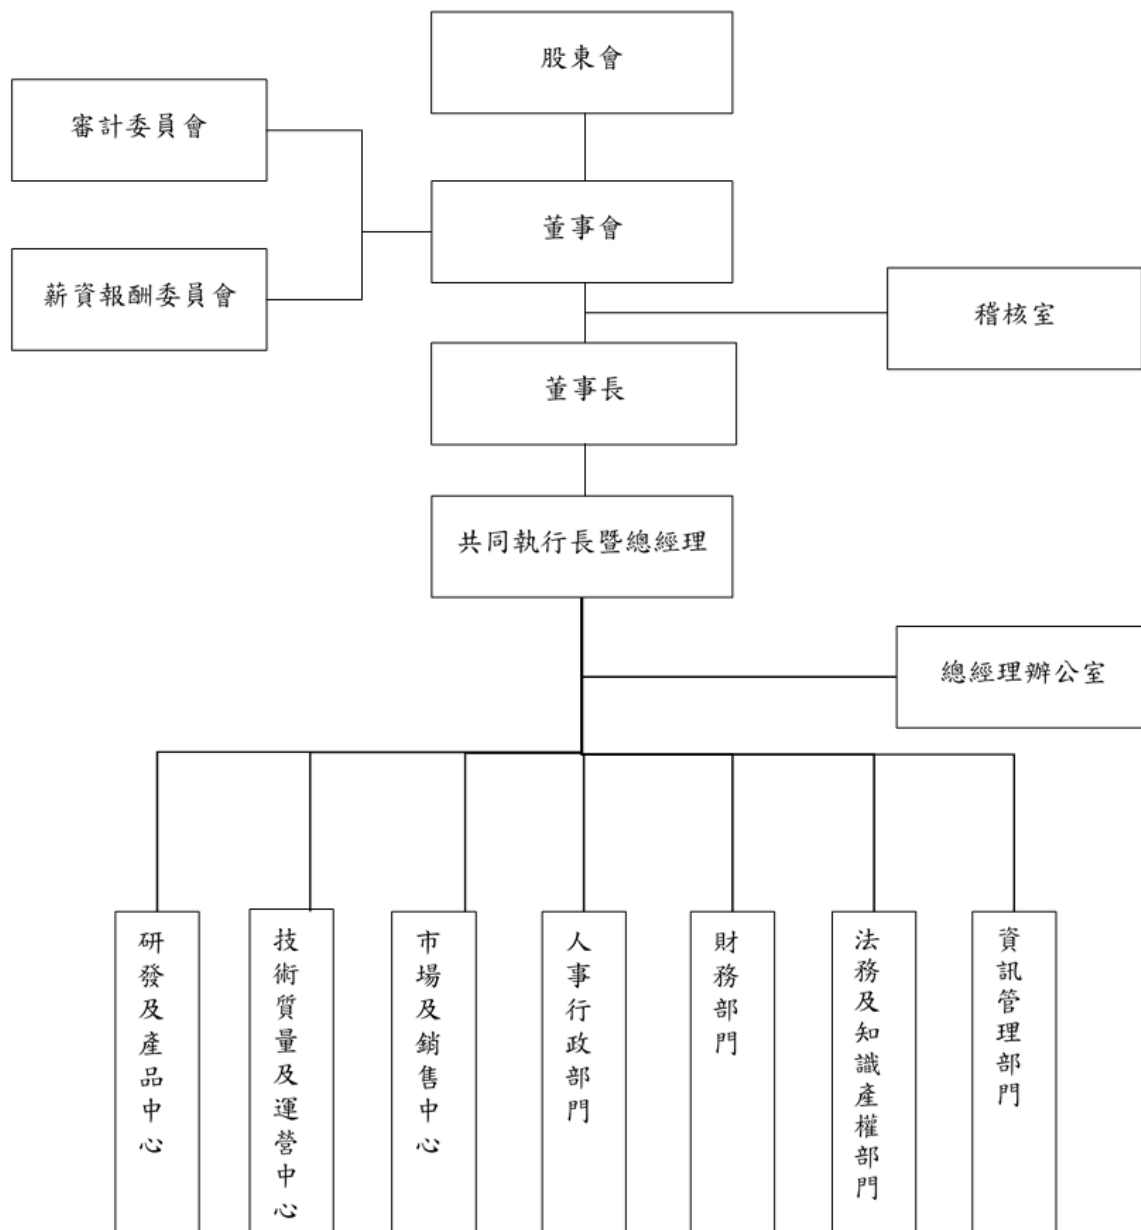 股東會
審計委員會
董事會
薪資報酬委員會
稽核室
董事長
共同執行長暨總經理
總經理辦公室
研發及產品中心
技術質量及運營中心
市場及銷售中心
人事行政部門
財務部門
法務及知識產權部門
資訊管理部門